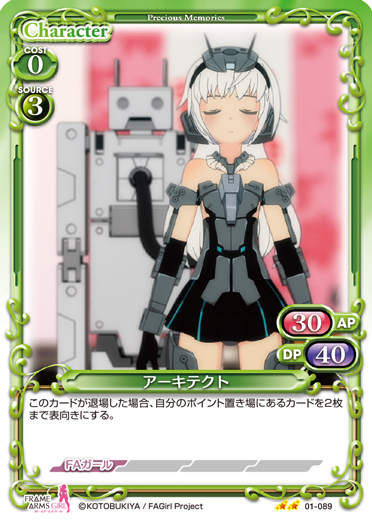 Precious Memories
Character
COST
0
SOURCE
3
30 AP
DP 40
アーキテクト
このカードが退場した場合、自分のポイント置き場にあるカードを2枚
まで表向きにする。
FAガール
FRAME
ARMS GIRL
©KOTOBUKIYA / FAGirl Project
01-089